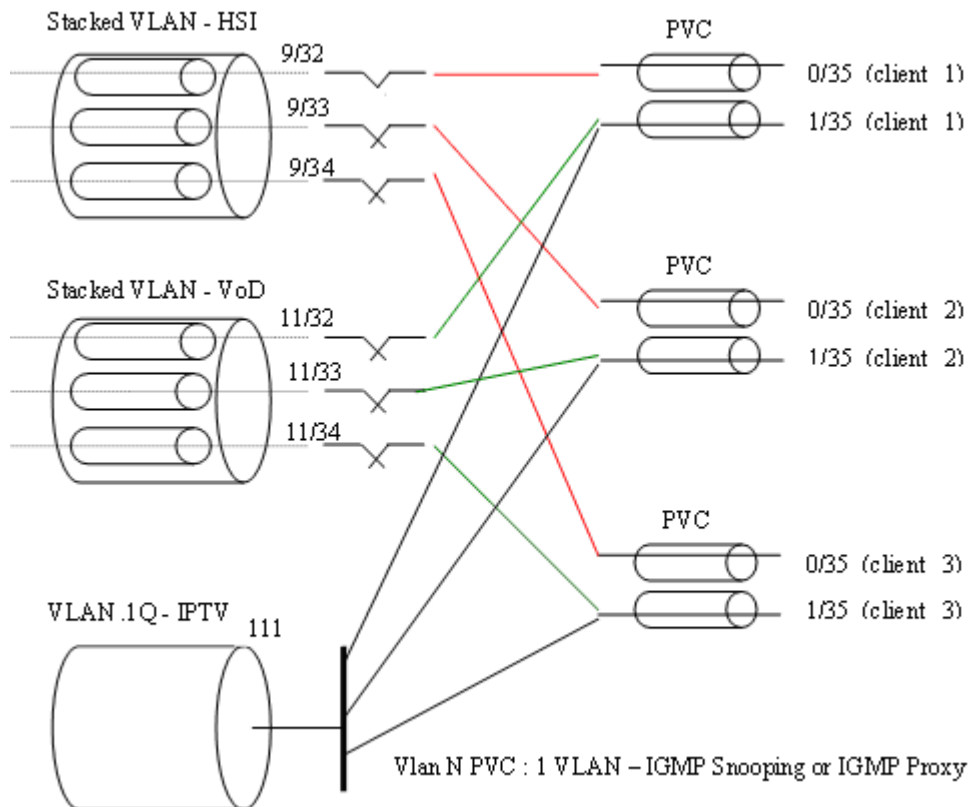 Stacked VLAN - HSI
PVC
9/32
0/35 (client 1)
9/33
1/35 (client 1)
9/34
Stacked VLAN - VoD
PVC
11/32
0/35 (client 2)
11/33
1/35 (client 2)
11/34
PVC
0/35 (client 3)
VLAN .1Q - IPTV
111
1/35 (client 3)
Vlan N PVC : 1 VLAN – IGMP Snooping or IGMP Proxy